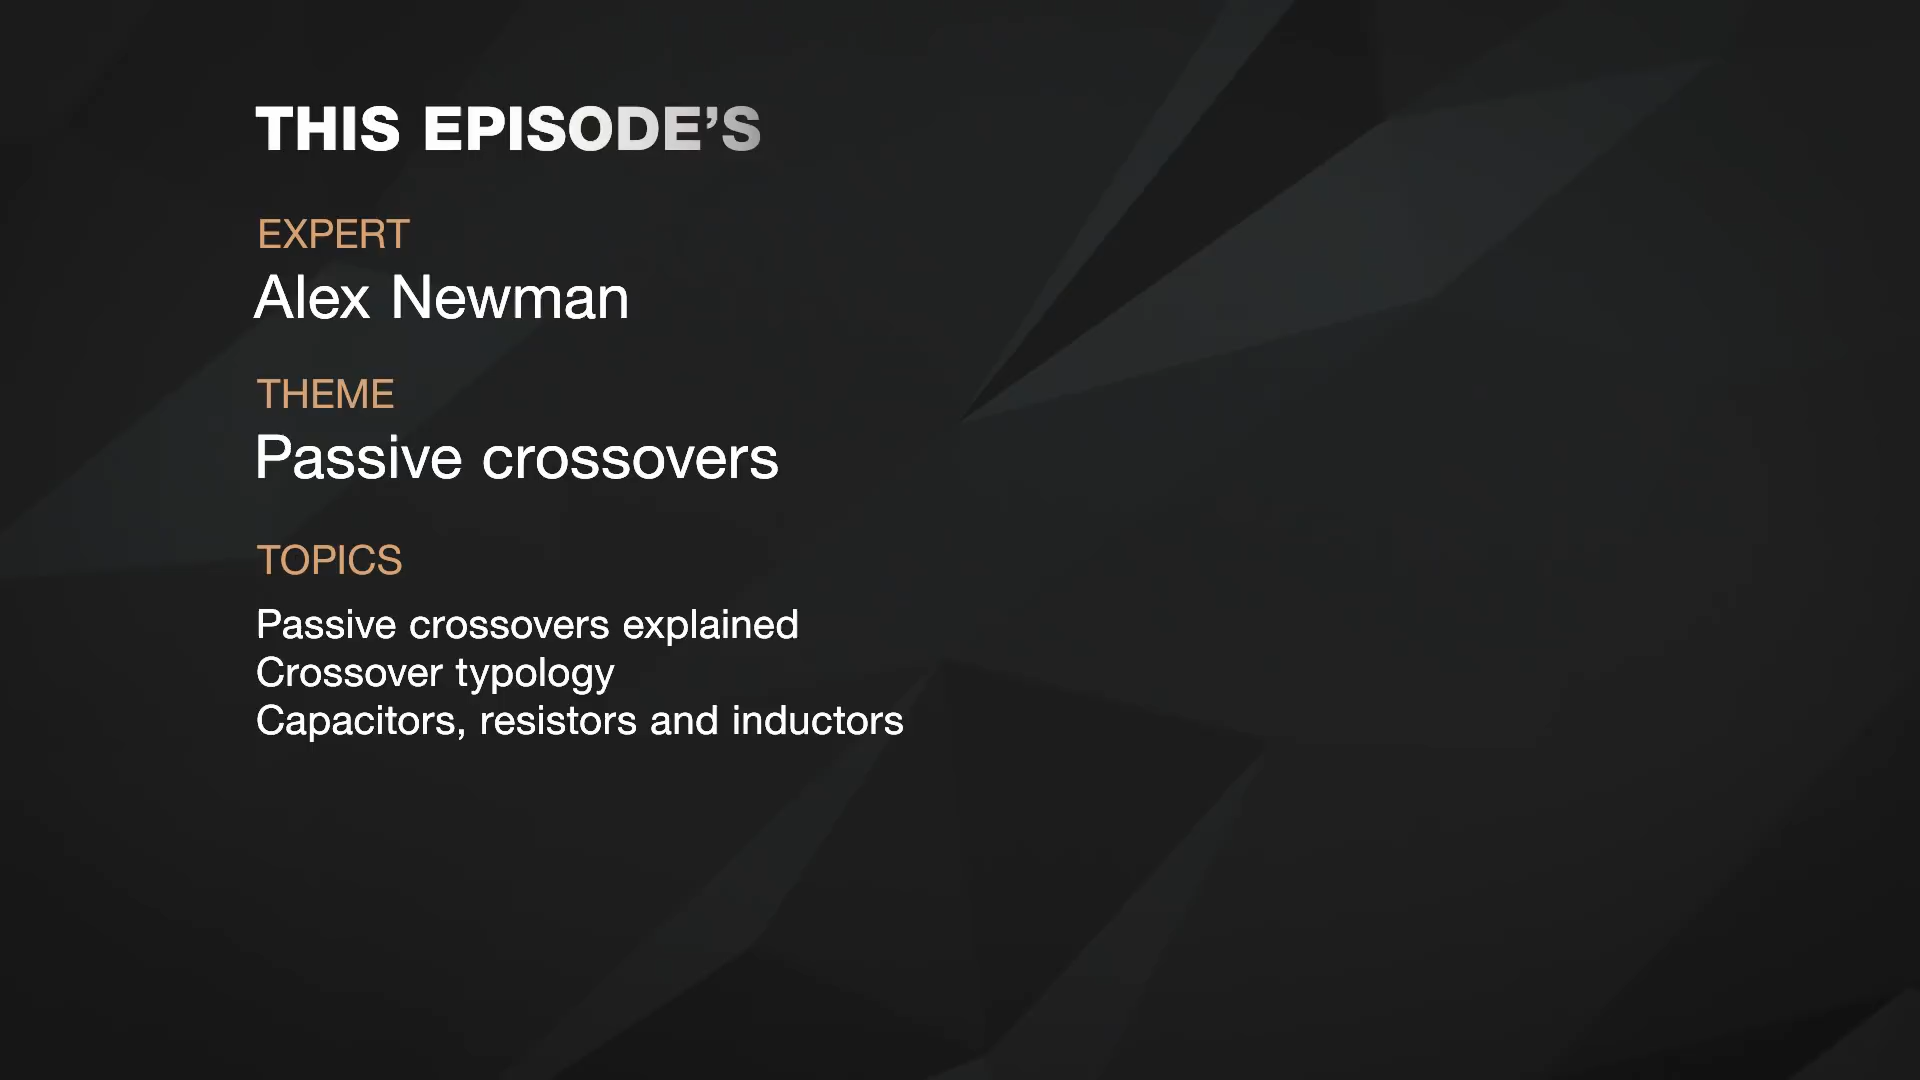 THIS EPISODE’S
EXPERT
Alex Newman
THEME
Passive crossovers
TOPICS
Passive crossovers explained
Crossover typology
Capacitors, resistors and inductors